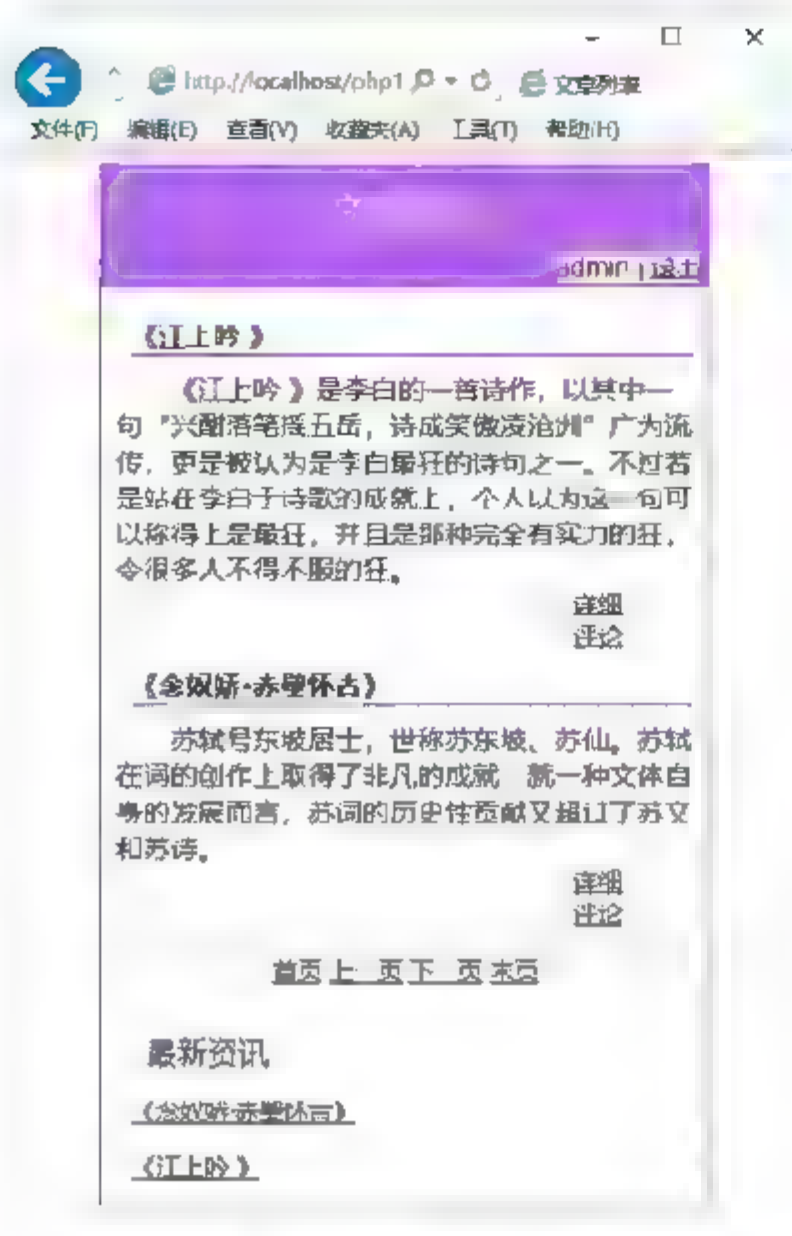 http://localhost/php1
文章列表
文件(F) 编辑(E) 查看(V) 收藏夹(A) 工具(T) 帮助(H)
admin |
《江上吟》
《江上吟》是李白的一首诗作，以其中一
句“兴酣落笔摇五岳，诗成笑傲凌沧洲”广为流
传，更是被认为是李白最狂的诗句之一。不过若
是站在李白于诗歌的成就上，个人认为这一句可
以称得上是最狂，并且是那种完全有实力的狂，
令很多人不得不服的狂。
详细
评论
《念奴娇·赤壁怀古》
苏轼号东坡居士，世称苏东坡、苏仙。苏轼
在词的创作上取得了非凡的成就 就一种文体自
身的发展而言，苏词的历史性贡献又超过了苏文
和苏诗。
详细
评论
首页 上一页 下一页 末页
最新资讯
《念奴娇·赤壁怀古》
《江上吟》